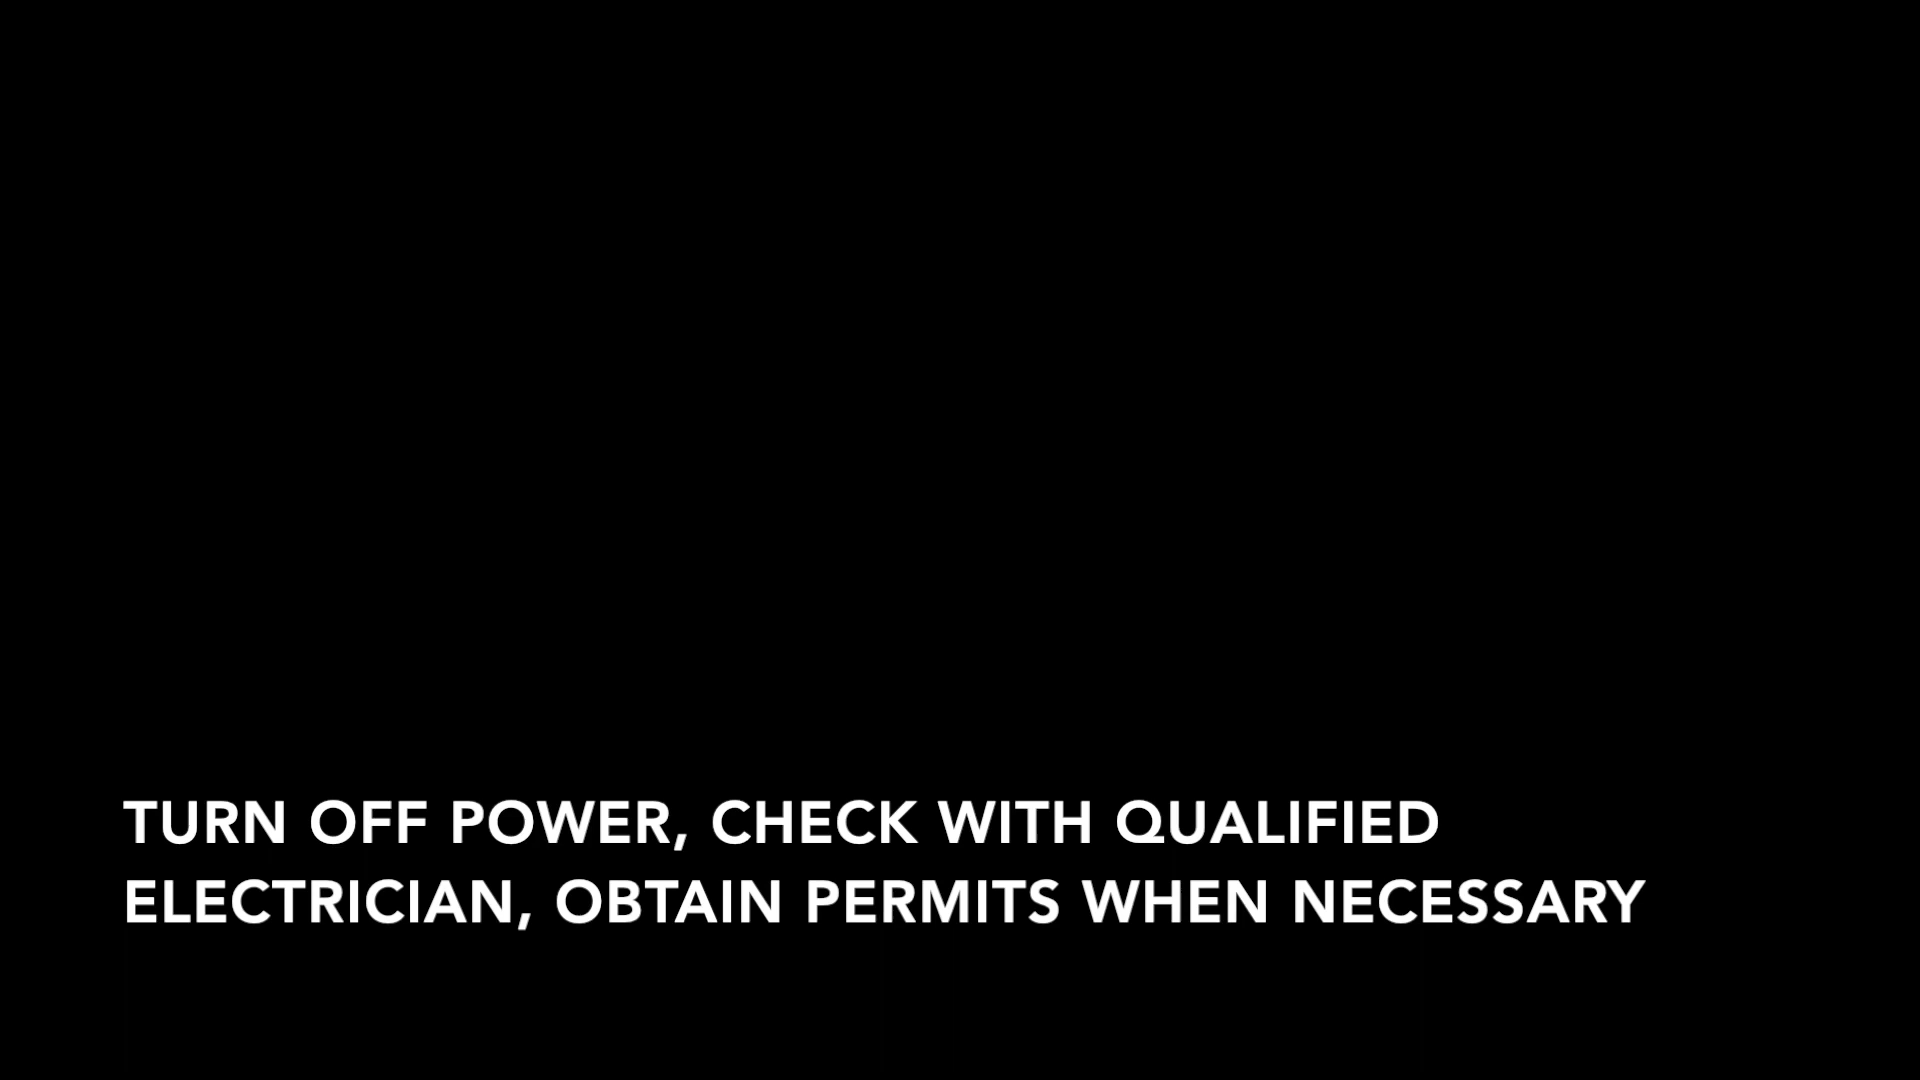 TURN OFF POWER, CHECK WITH QUALIFIED
ELECTRICIAN, OBTAIN PERMITS WHEN NECESSARY